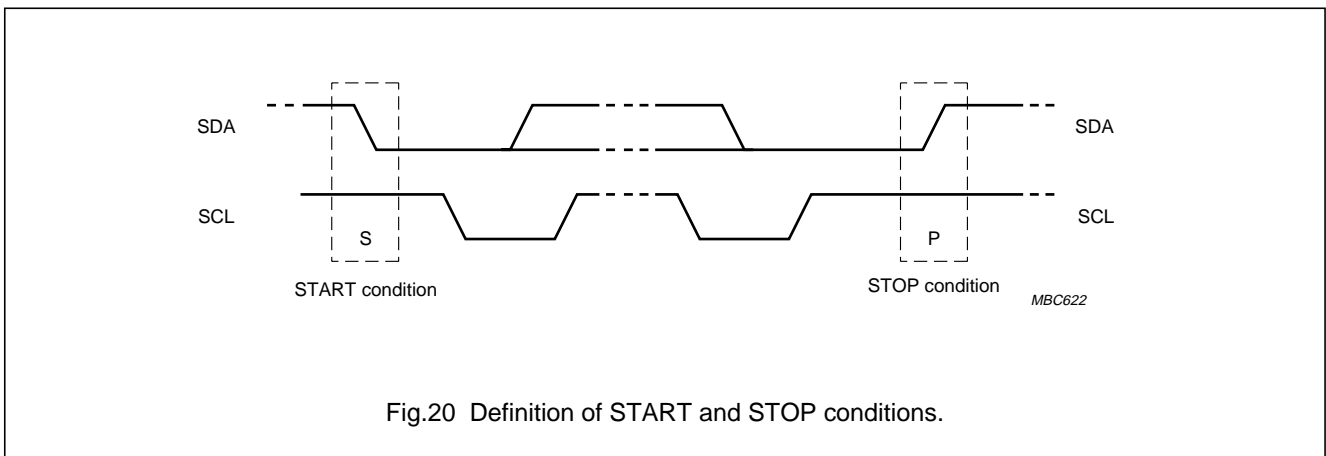 SDA
SDA
SCL
SCL
S
P
START condition
STOP condition
MBC622
Fig.20 Definition of START and STOP conditions.